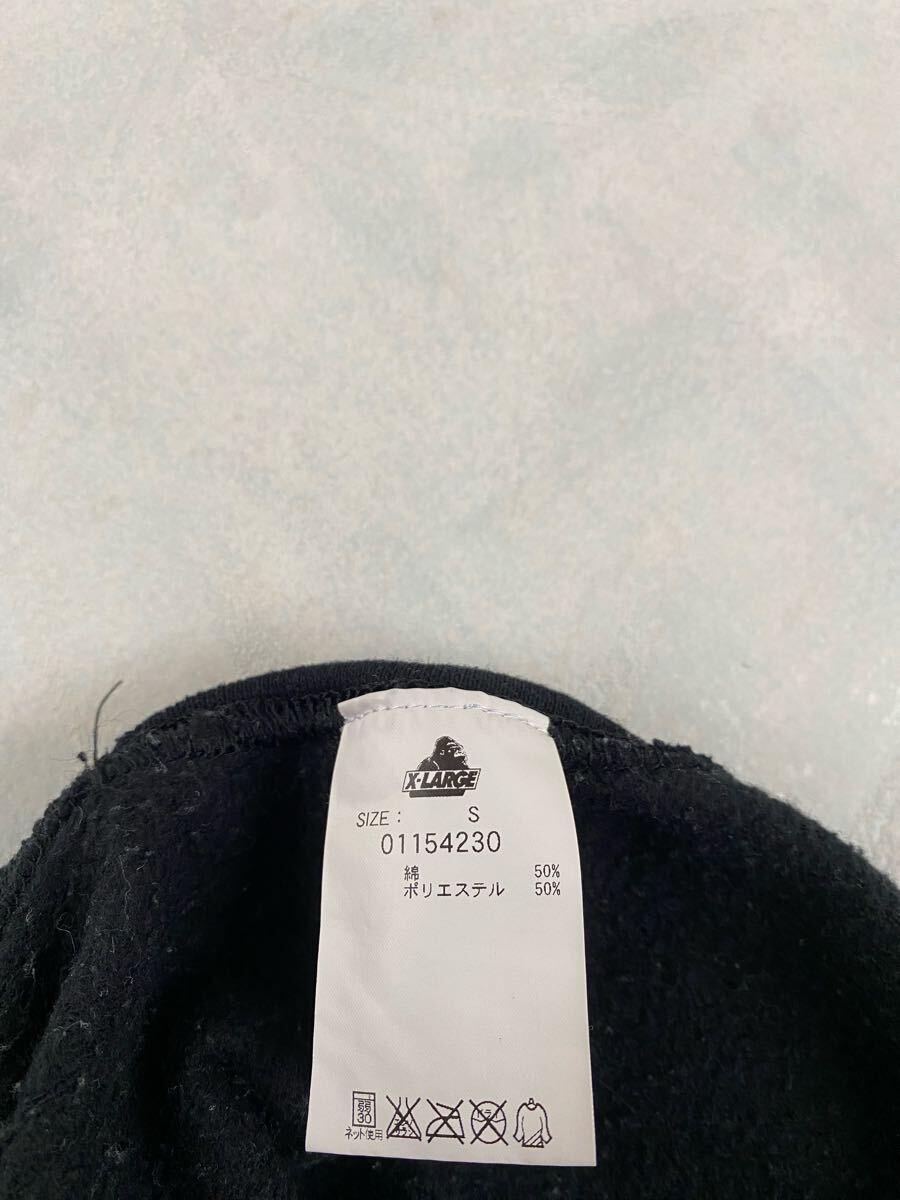 X-LARGE
SIZE : S
01154230
綿 50%
ポリエステル 50%
弱
30
ネット使用